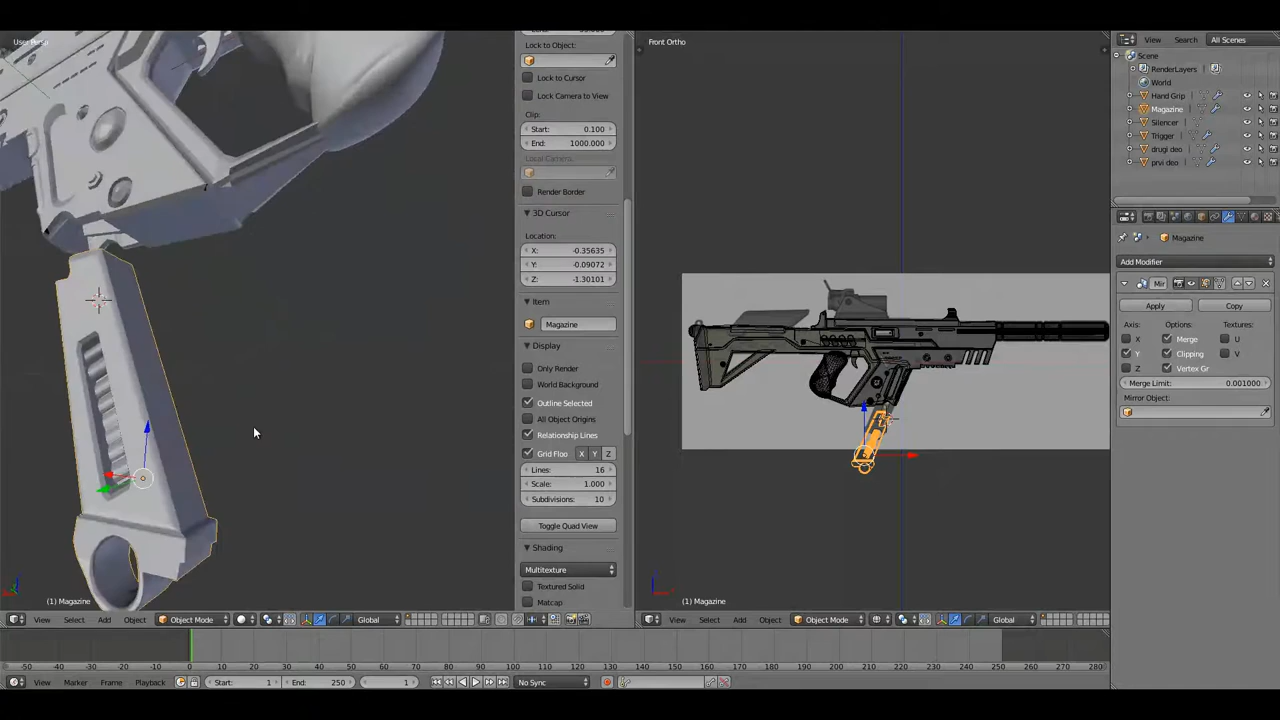 User Persp
Lock to Object:
Lock to Cursor
Lock Camera to View
Clip:
Start: 0.100
End: 1000.000
Local Camera:
Render Border
3D Cursor
Location:
X: -0.35635
Y: -0.09072
Z: -1.30101
Item
Magazine
Display
Only Render
World Background
Outline Selected
All Object Origins
Relationship Lines
Grid Floo X Y Z
Lines: 16
Scale: 1.000
Subdivisions: 10
Toggle Quad View
Shading
Multitexture
Textured Solid
Matcap
(1) Magazine
View Select Add Object Object Mode Global
Front Ortho
(1) Magazine
View Select Add Object Object Mode Global
View Search All Scenes
Scene
RenderLayers
World
Hand Grip
Magazine
Silencer
Trigger
drugi deo
prvi deo
Magazine
Add Modifier
Mir
Apply Copy
Axis: Options: Textures:
X Merge U
Y Clipping V
Z Vertex Gr
Merge Limit: 0.001000
Mirror Object:
-50 -40 -30 -20 -10 0 10 20 30 40 50 60 70 80 90 100 110 120 130 140 150 160 170 180 190 200 210 220 230 240 250 260 270 280
View Marker Frame Playback Start: 1 End: 250 1 No Sync